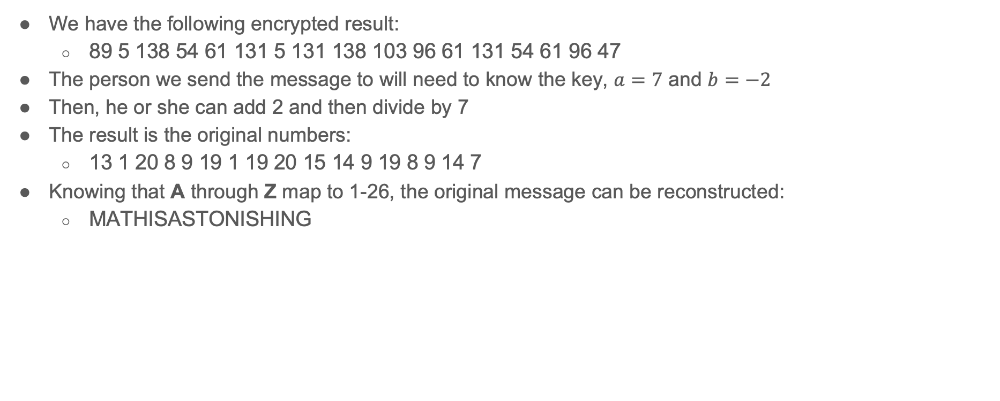 ● We have the following encrypted result:
○ 89 5 138 54 61 131 5 131 138 103 96 61 131 54 61 96 47
● The person we send the message to will need to know the key, 𝑎 = 7 and 𝑏 = −2
● Then, he or she can add 2 and then divide by 7
● The result is the original numbers:
○ 13 1 20 8 9 19 1 19 20 15 14 9 19 8 9 14 7
● Knowing that A through Z map to 1-26, the original message can be reconstructed:
○ MATHISASTONISHING